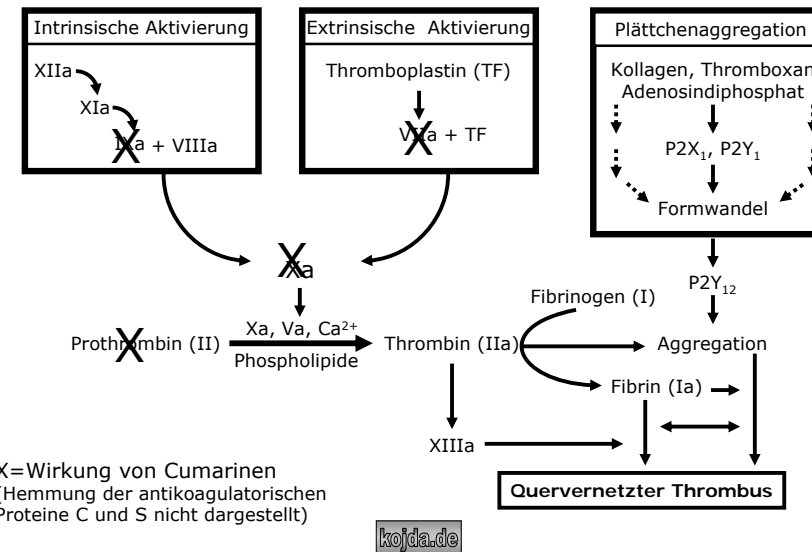 Intrinsische Aktivierung
XIIa
XIa
IXa + VIIIa
Extrinsische Aktivierung
Thromboplastin (TF)
VIIa + TF
Plättchenaggregation
Kollagen, Thromboxan
Adenosindiphosphat
P2X₁, P2Y₁
Formwandel
Xa
P2Y₁₂
Fibrinogen (I)
Prothrombin (II)
Xa, Va, Ca²⁺
Phospholipide
Thrombin (IIa)
Aggregation
Fibrin (Ia)
XIIIa
X=Wirkung von Cumarinen
(Hemmung der antikoagulatorischen
Proteine C und S nicht dargestellt)
Quervernetzter Thrombus
kojda.de